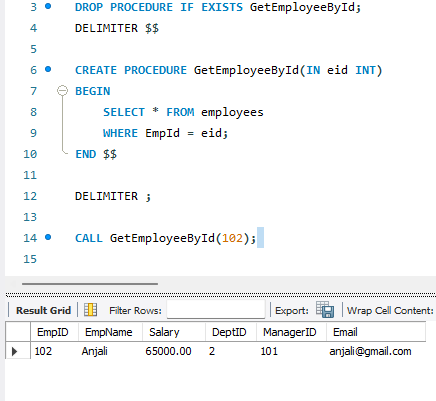 3 DROP PROCEDURE IF EXISTS GetEmployeeById;
4 DELIMITER $$
5
6 CREATE PROCEDURE GetEmployeeById(IN eid INT)
7 BEGIN
8 SELECT * FROM employees
9 WHERE EmpId = eid;
10 END $$
11
12 DELIMITER ;
13
14 CALL GetEmployeeById(102);
15
Result Grid Filter Rows: Export: Wrap Cell Content:
EmpID EmpName Salary DeptID ManagerID Email
102 Anjali 65000.00 2 101 anjali@gmail.com